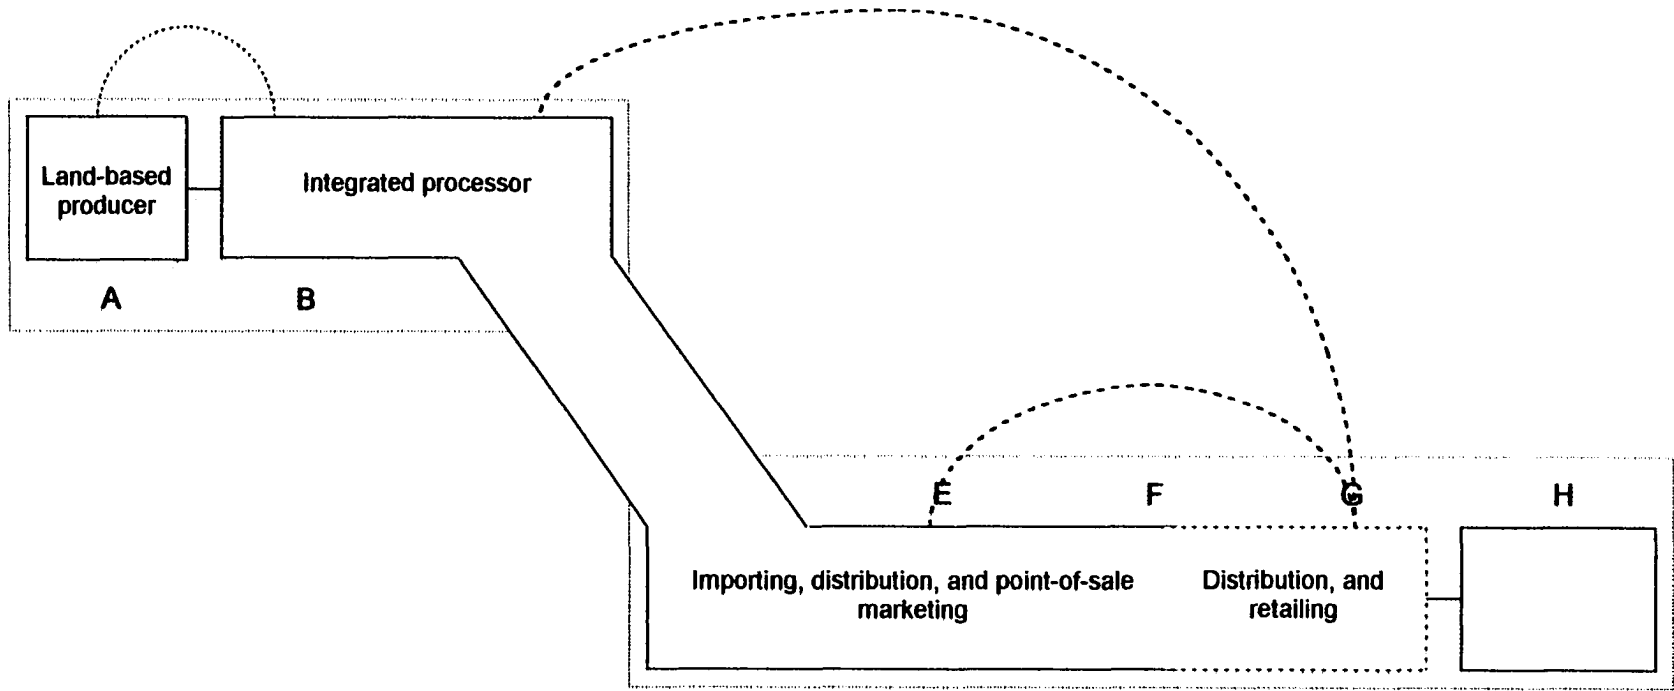 Land-based
producer
Integrated processor
A
B
E
F
G
H
Importing, distribution, and point-of-sale
marketing
Distribution, and
retailing